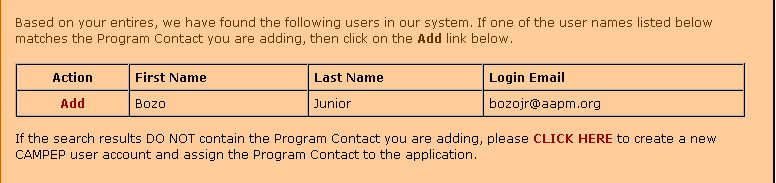 Based on your entires, we have found the following users in our system. If one of the user names listed below
matches the Program Contact you are adding, then click on the Add link below.
Action First Name Last Name Login Email
Add Bozo Junior bozojr@aapm.org
If the search results DO NOT contain the Program Contact you are adding, please CLICK HERE to create a new
CAMPEP user account and assign the Program Contact to the application.